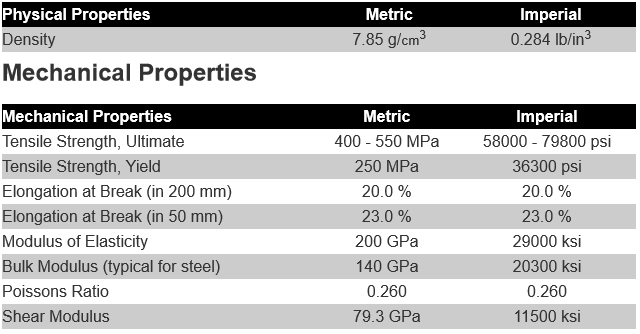 Physical Properties Metric Imperial
Density 7.85 g/cm³ 0.284 lb/in³
Mechanical Properties
Mechanical Properties Metric Imperial
Tensile Strength, Ultimate 400 - 550 MPa 58000 - 79800 psi
Tensile Strength, Yield 250 MPa 36300 psi
Elongation at Break (in 200 mm) 20.0 % 20.0 %
Elongation at Break (in 50 mm) 23.0 % 23.0 %
Modulus of Elasticity 200 GPa 29000 ksi
Bulk Modulus (typical for steel) 140 GPa 20300 ksi
Poissons Ratio 0.260 0.260
Shear Modulus 79.3 GPa 11500 ksi